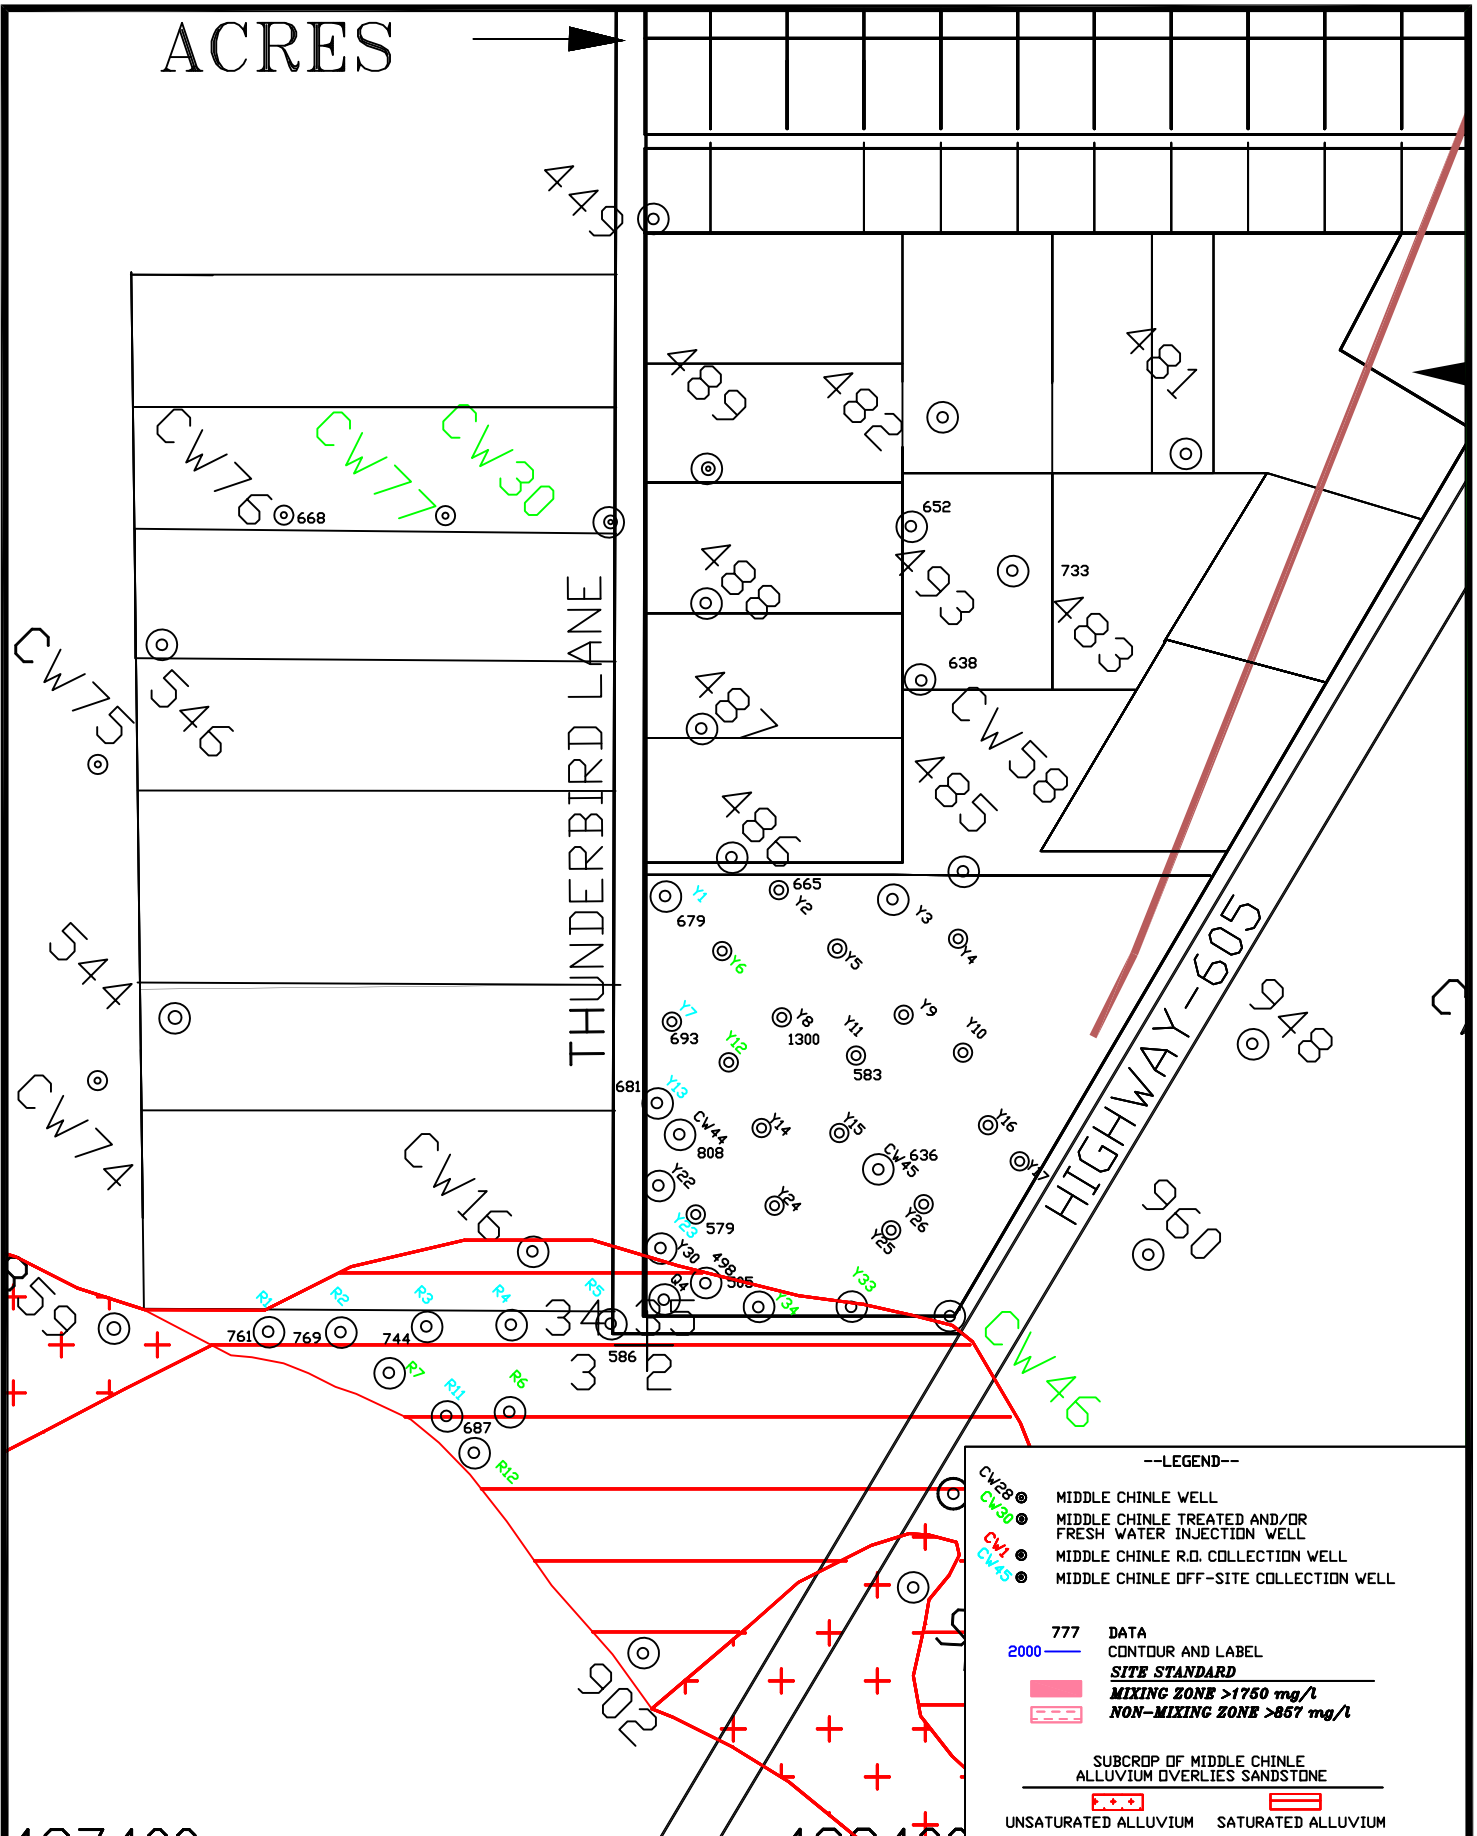 ACRES
449
489
482
481
CW76
668
CW77
CW30
652
488
493
733
483
THUNDERBIRD LANE
CW75
546
638
487
CW58
485
486
Y1
679
665
Y2
Y3
Y4
Y5
Y6
544
HIGHWAY-605
948
Y7
693
Y8
1300
Y9
Y10
Y11
583
Y12
CW74
681
Y13
CW44
808
Y14
Y15
CW45
636
Y16
Y17
CW16
Y22
Y23
579
Y24
Y25
Y26
960
859
Y30
498
505
Q4
Y34
Y33
R1
R2
R3
R4
R5
761
769
744
34
35
586
3
2
CW46
R7
R11
R6
687
R12
902
--LEGEND--
CW28 MIDDLE CHINLE WELL
CW30 MIDDLE CHINLE TREATED AND/OR
FRESH WATER INJECTION WELL
CW1 MIDDLE CHINLE R.O. COLLECTION WELL
CW45 MIDDLE CHINLE OFF-SITE COLLECTION WELL
777 DATA
2000 CONTOUR AND LABEL
SITE STANDARD
MIXING ZONE >1750 mg/l
NON-MIXING ZONE >857 mg/l
SUBCROP OF MIDDLE CHINLE
ALLUVIUM OVERLIES SANDSTONE
UNSATURATED ALLUVIUM SATURATED ALLUVIUM